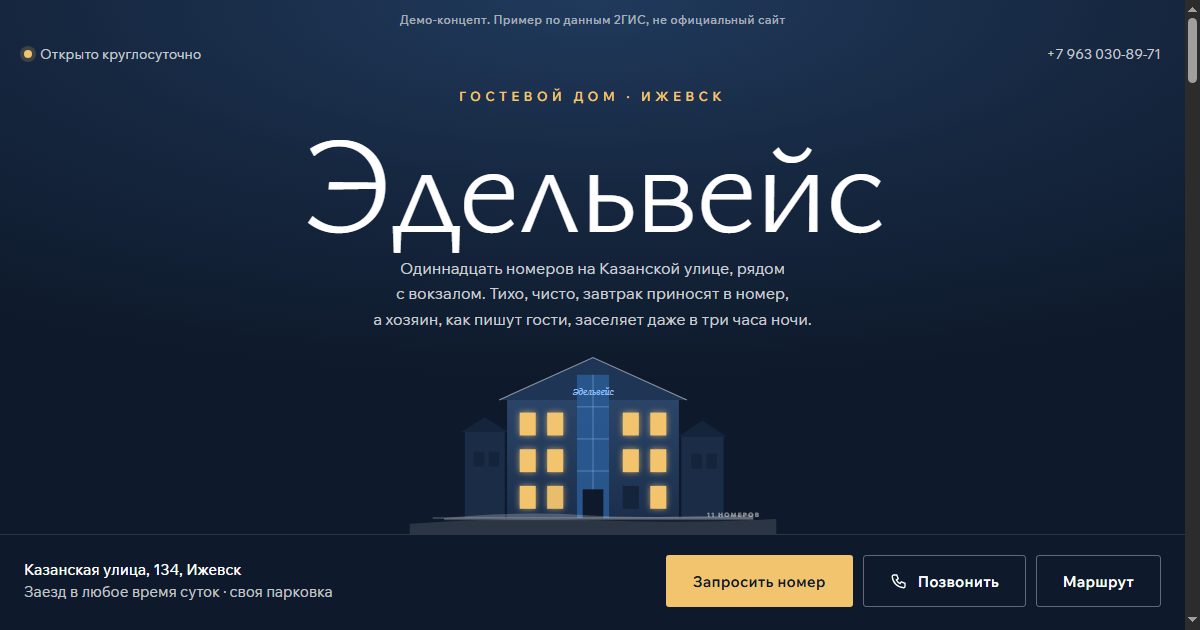 Демо-концепт. Пример по данным 2ГИС, не официальный сайт
Открыто круглосуточно
+7 963 030-89-71
ГОСТЕВОЙ ДОМ · ИЖЕВСК
Эдельвейс
Одиннадцать номеров на Казанской улице, рядом
с вокзалом. Тихо, чисто, завтрак приносят в номер,
а хозяин, как пишут гости, заселяет даже в три часа ночи.
Эдельвейс
11 НОМЕРОВ
Казанская улица, 134, Ижевск
Заезд в любое время суток · своя парковка
Запросить номер
Позвонить
Маршрут